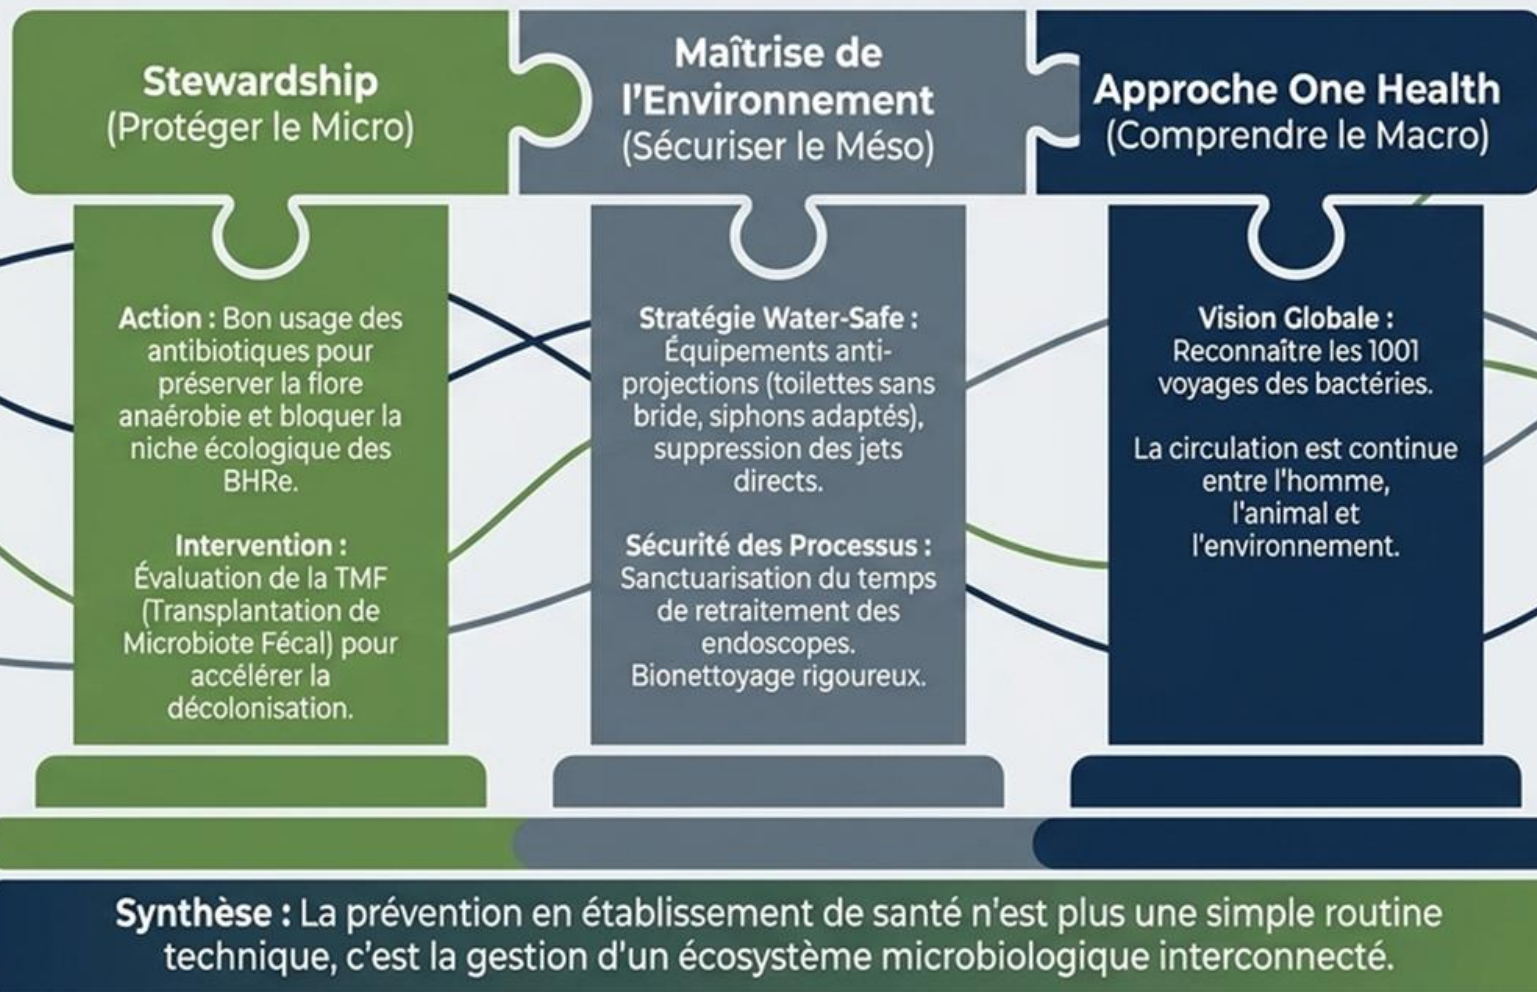 Stewardship
(Protéger le Micro)
Maîtrise de
l'Environnement
(Sécuriser le Méso)
Approche One Health
(Comprendre le Macro)
Action : Bon usage des
antibiotiques pour
préserver la flore
anaérobie et bloquer la
niche écologique des
BHRe.
Intervention :
Évaluation de la TMF
(Transplantation de
Microbiote Fécal) pour
accélérer la
décolonisation.
Stratégie Water-Safe :
Équipements anti-
projections (toilettes sans
bride, siphons adaptés),
suppression des jets
directs.
Sécurité des Processus :
Sanctuarisation du temps
de retraitement des
endoscopes.
Bionettoyage rigoureux.
Vision Globale :
Reconnaître les 1001
voyages des bactéries.
La circulation est continue
entre l'homme,
l'animal et
l'environnement.
Synthèse : La prévention en établissement de santé n'est plus une simple routine
technique, c'est la gestion d'un écosystème microbiologique interconnecté.